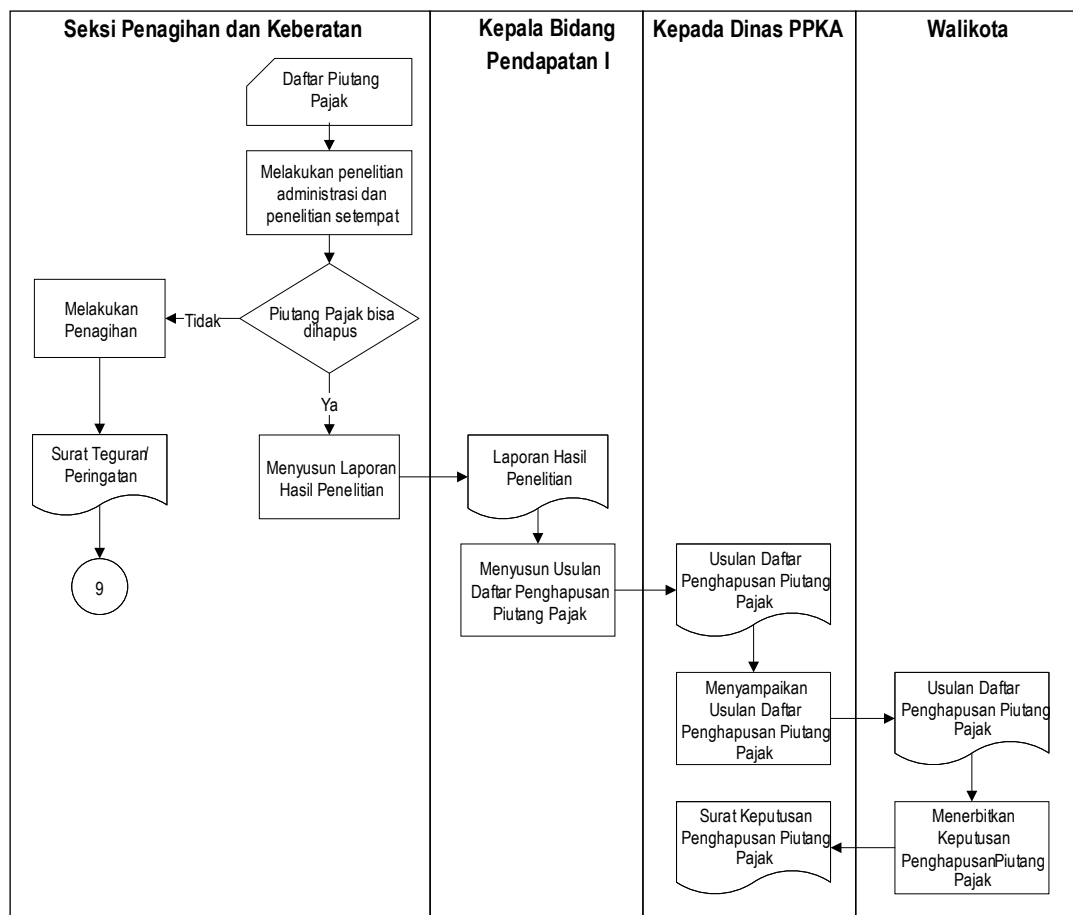 Seksi Penagihan dan Keberatan
Kepala Bidang
Pendapatan I
Kepada Dinas PPKA
Walikota
Daftar Piutang
Pajak
Melakukan penelitian
administrasi dan
penelitian setempat
Piutang Pajak bisa
dihapus
Tidak
Melakukan
Penagihan
Ya
Surat Teguran/
Peringatan
9
Menyusun Laporan
Hasil Penelitian
Laporan Hasil
Penelitian
Menyusun Usulan
Daftar Penghapusan
Piutang Pajak
Usulan Daftar
Penghapusan Piutang
Pajak
Menyampaikan
Usulan Daftar
Penghapusan Piutang
Pajak
Usulan Daftar
Penghapusan Piutang
Pajak
Menerbitkan
Keputusan
PenghapusanPiutang
Pajak
Surat Keputusan
Penghapusan Piutang
Pajak